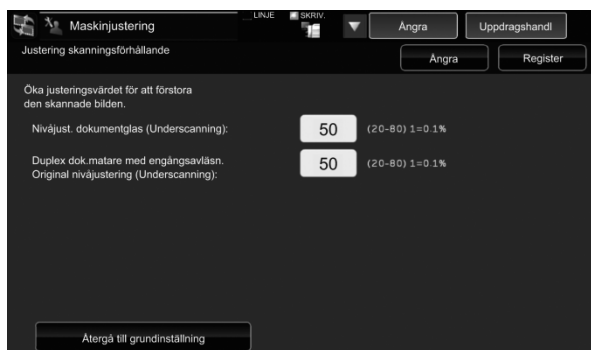 Maskinjustering
LINJE
SKRIV.
Ångra
Uppdragshandl
Justering skanningsförhållande
Ångra
Register
Öka justeringsvärdet för att förstora
den skannade bilden.
Nivåjust. dokumentglas (Underscanning):
50
(20-80) 1=0.1%
Duplex dok.matare med engångsavläsn.
Original nivåjustering (Underscanning):
50
(20-80) 1=0.1%
Återgå till grundinställning